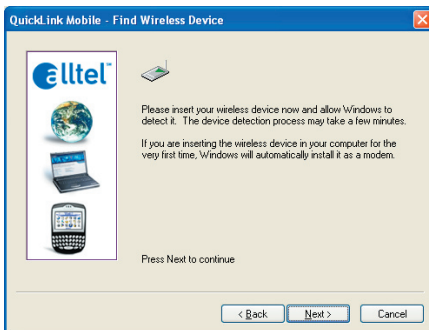 QuickLink Mobile - Find Wireless Device
alltel
Please insert your wireless device now and allow Windows to
detect it. The device detection process may take a few minutes.
If you are inserting the wireless device in your computer for the
very first time, Windows will automatically install it as a modem.
Press Next to continue
< Back
Next >
Cancel